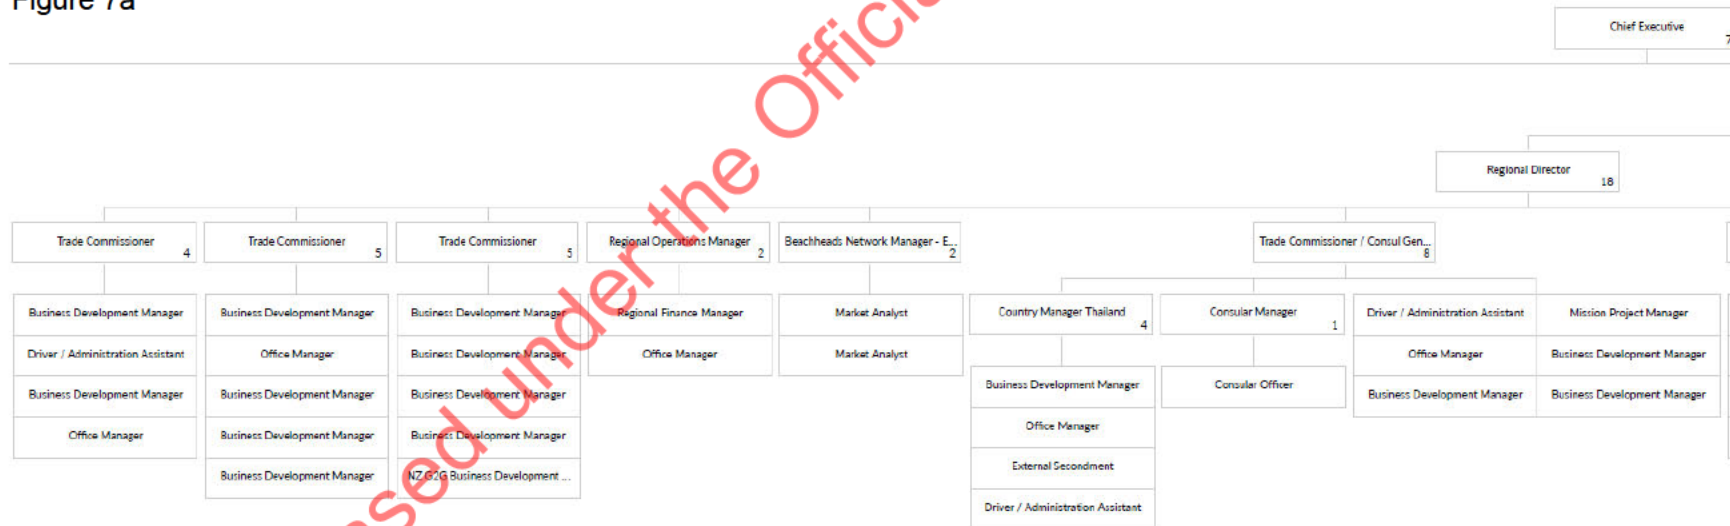 Figure 7a
Chief Executive
7
Regional Director
18
Trade Commissioner
4
Trade Commissioner
5
Trade Commissioner
5
Regional Operations Manager
2
Beachheads Network Manager - E...
2
Trade Commissioner / Consul Gen...
8
Business Development Manager
Driver / Administration Assistant
Business Development Manager
Office Manager
Business Development Manager
Office Manager
Business Development Manager
Business Development Manager
Business Development Manager
Business Development Manager
Business Development Manager
Business Development Manager
Business Development Manager
NZ G2G Business Development ...
Regional Finance Manager
Office Manager
Market Analyst
Market Analyst
Country Manager Thailand
4
Business Development Manager
Office Manager
External Secondment
Driver / Administration Assistant
Consular Manager
1
Consular Officer
Driver / Administration Assistant
Office Manager
Business Development Manager
Mission Project Manager
Business Development Manager
Business Development Manager
sed under the Offici